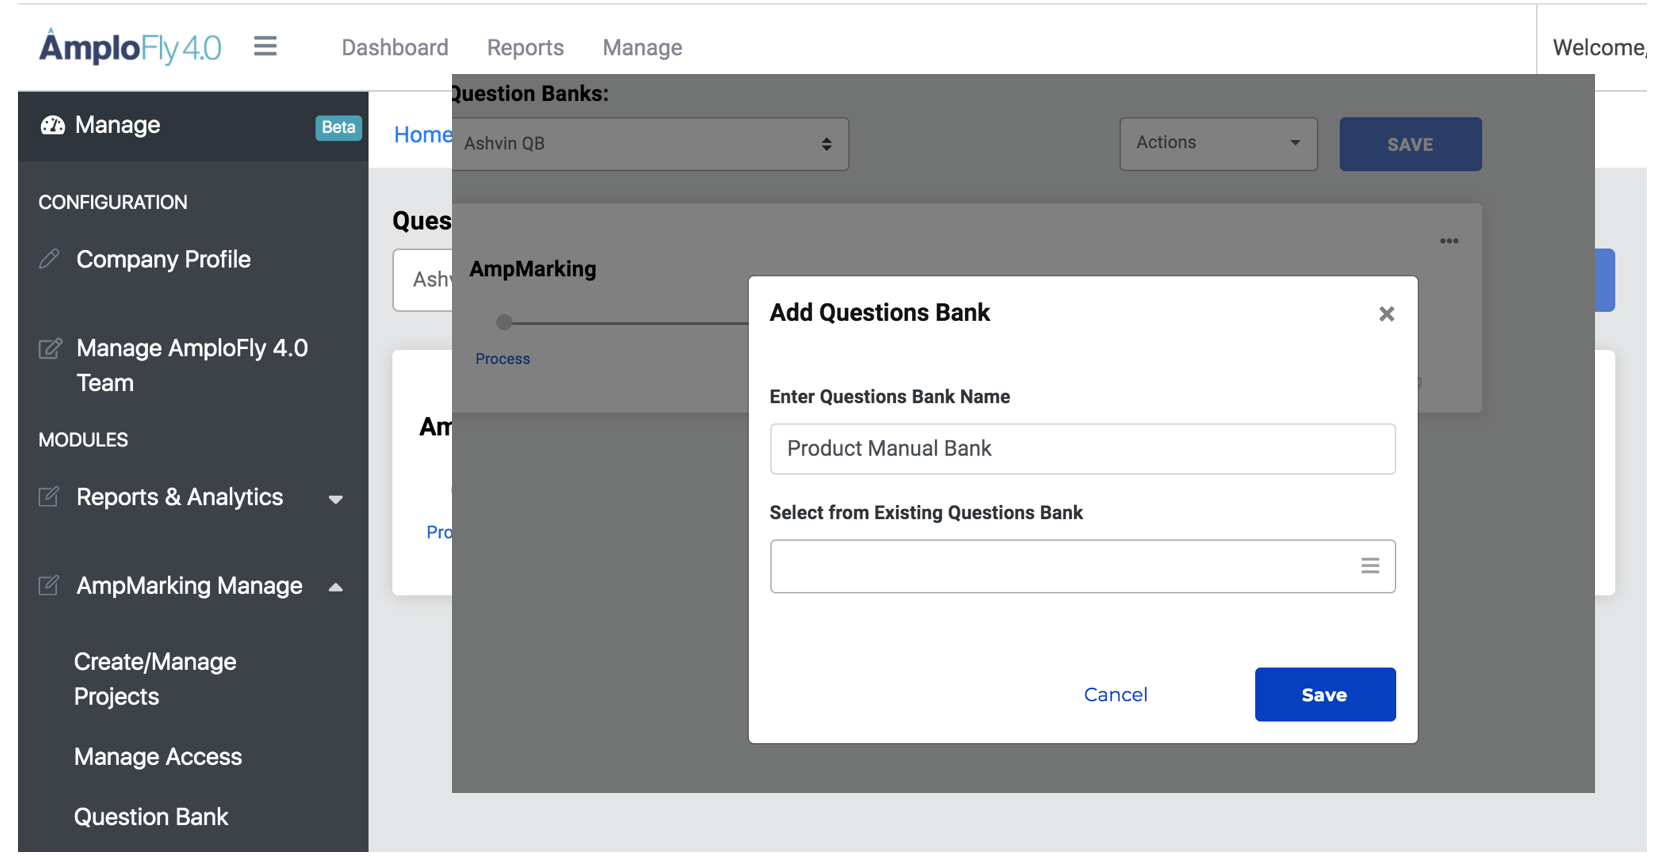 AmploFly 4.0
Dashboard Reports Manage
Welcome,
Manage Beta
CONFIGURATION
Company Profile
Manage AmploFly 4.0
Team
MODULES
Reports & Analytics
AmpMarking Manage
Create/Manage
Projects
Manage Access
Question Bank
Home
Ques
Ashv
Am
Pro
Question Banks:
Ashvin QB
Actions
SAVE
AmpMarking
Process
Add Questions Bank
Enter Questions Bank Name
Product Manual Bank
Select from Existing Questions Bank
Cancel
Save